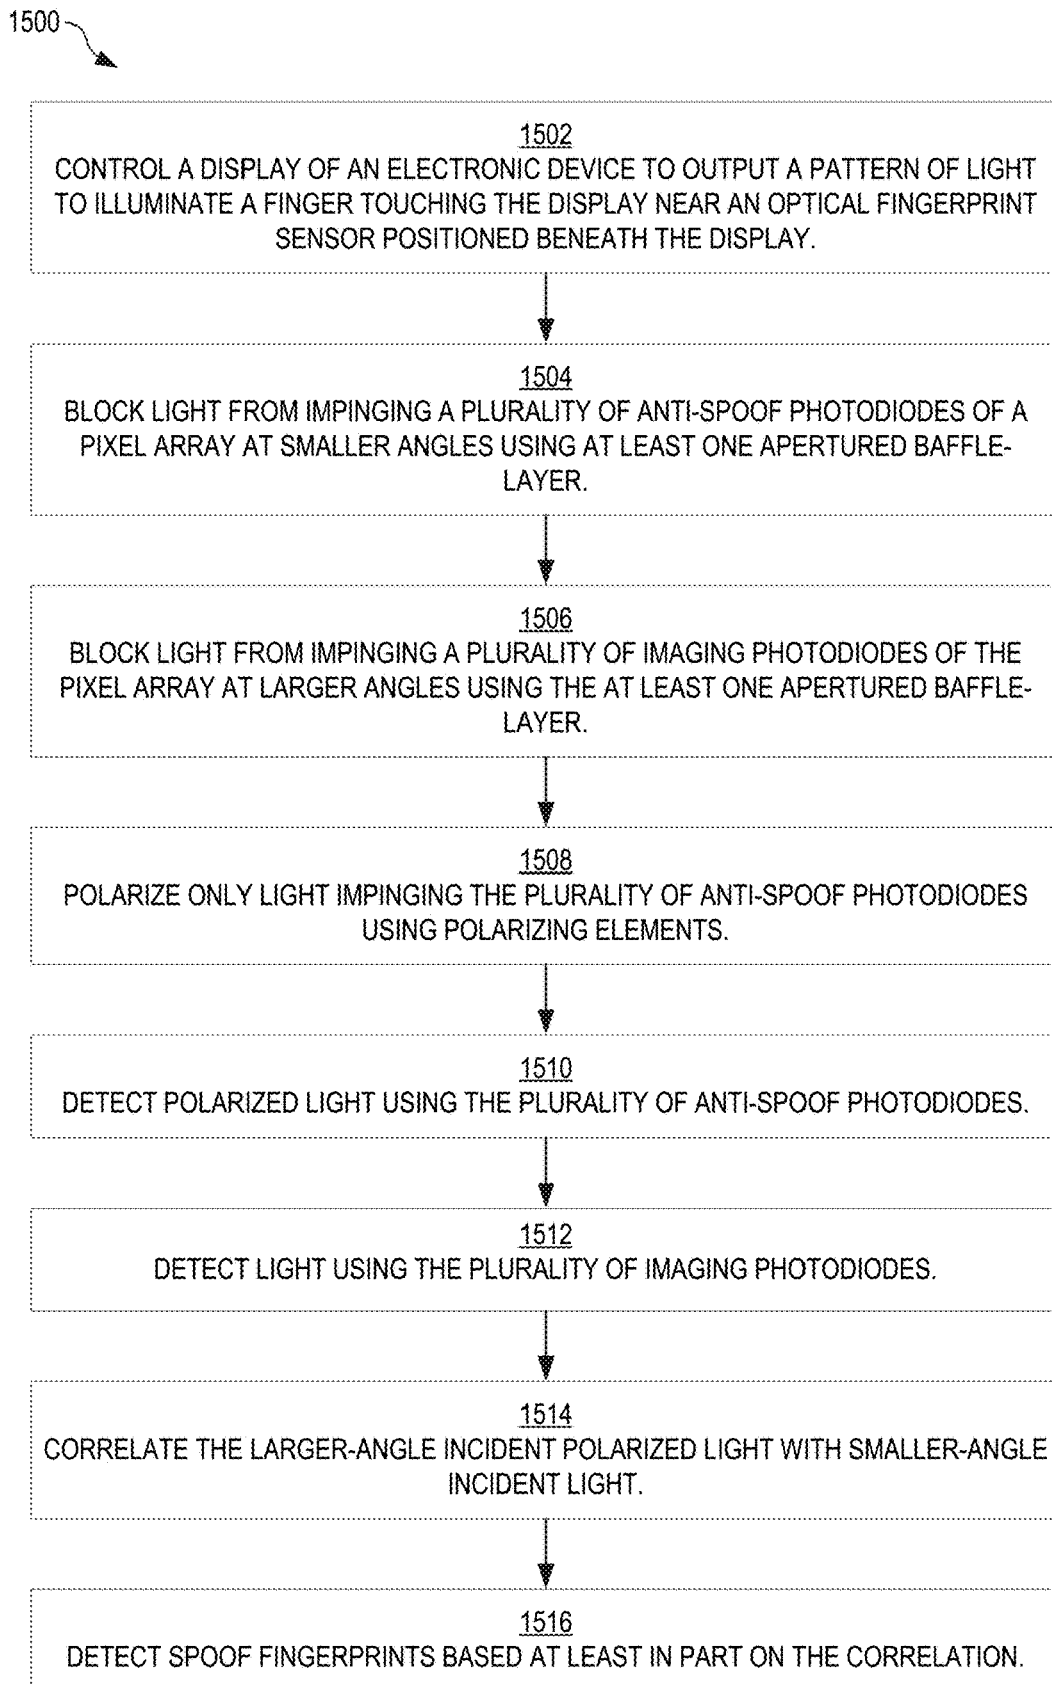 1500
1502
CONTROL A DISPLAY OF AN ELECTRONIC DEVICE TO OUTPUT A PATTERN OF LIGHT
TO ILLUMINATE A FINGER TOUCHING THE DISPLAY NEAR AN OPTICAL FINGERPRINT
SENSOR POSITIONED BENEATH THE DISPLAY.
1504
BLOCK LIGHT FROM IMPINGING A PLURALITY OF ANTI-SPOOF PHOTODIODES OF A
PIXEL ARRAY AT SMALLER ANGLES USING AT LEAST ONE APERTURED BAFFLE-
LAYER.
1506
BLOCK LIGHT FROM IMPINGING A PLURALITY OF IMAGING PHOTODIODES OF THE
PIXEL ARRAY AT LARGER ANGLES USING THE AT LEAST ONE APERTURED BAFFLE-
LAYER.
1508
POLARIZE ONLY LIGHT IMPINGING THE PLURALITY OF ANTI-SPOOF PHOTODIODES
USING POLARIZING ELEMENTS.
1510
DETECT POLARIZED LIGHT USING THE PLURALITY OF ANTI-SPOOF PHOTODIODES.
1512
DETECT LIGHT USING THE PLURALITY OF IMAGING PHOTODIODES.
1514
CORRELATE THE LARGER-ANGLE INCIDENT POLARIZED LIGHT WITH SMALLER-ANGLE
INCIDENT LIGHT.
1516
DETECT SPOOF FINGERPRINTS BASED AT LEAST IN PART ON THE CORRELATION.